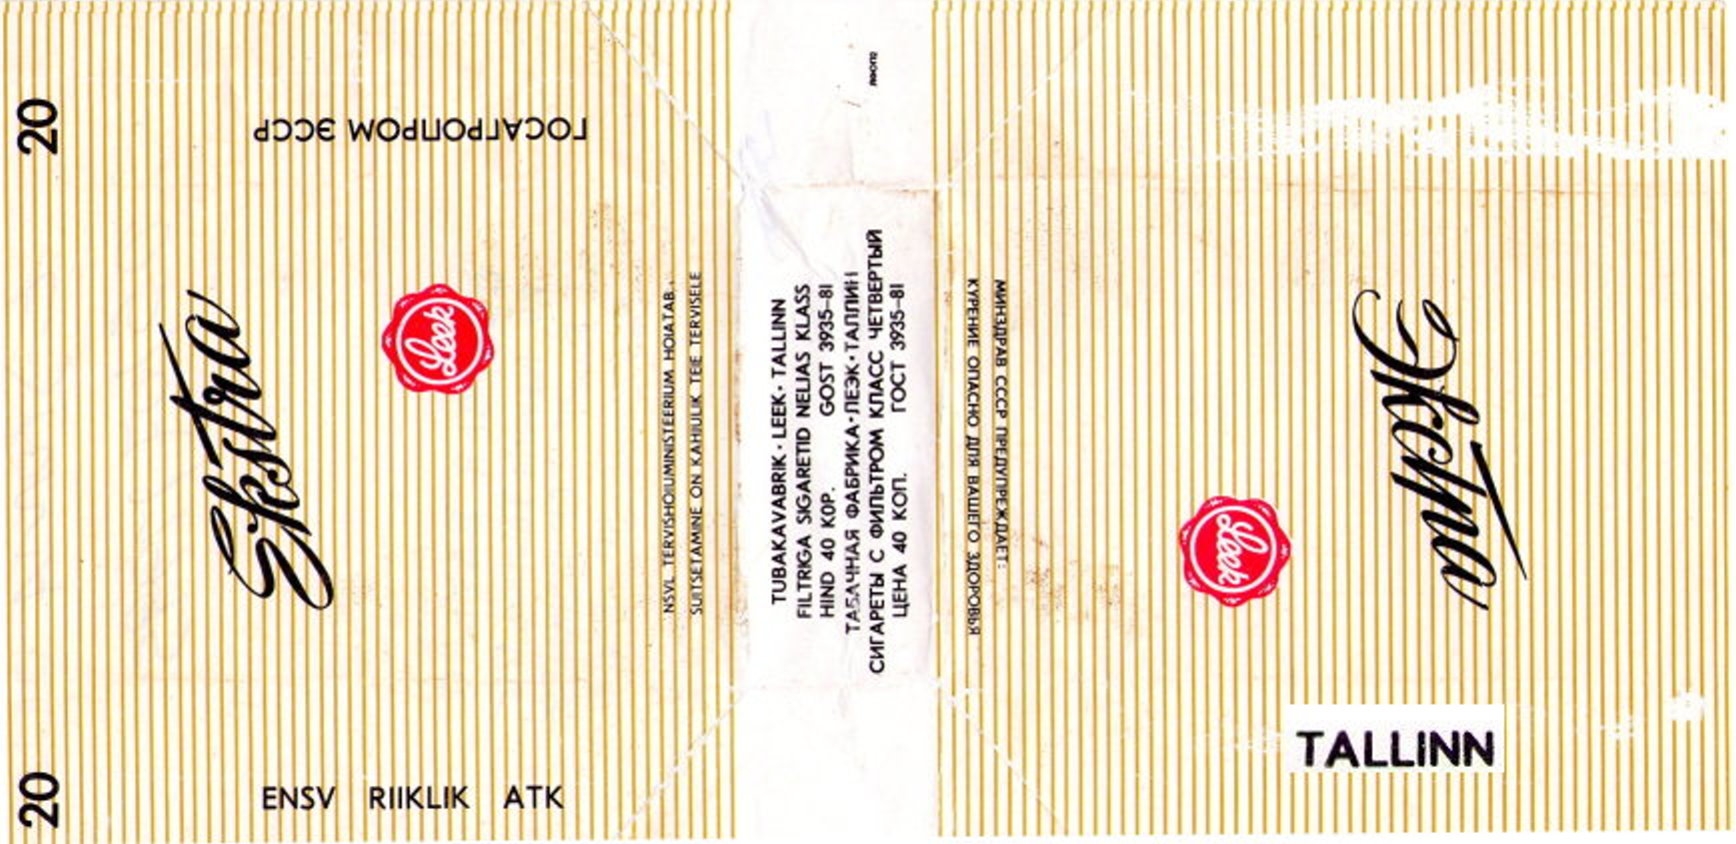 20
ГОСАГРОПРОМ ЭССР
Ekstra
Leek
NSVL TERVISHOIUMINISTEERIUM HOIATAB,
SUITSETAMINE ON KAHJULIK TEIE TERVISELE
20
ENSV RIIKLIK ATK
TUBAKAVABRIK · LEEK · TALLINN
FILTRIGA SIGARETID NELJAS KLASS
HIND 40 KOP. GOST 3935-81
ТАБАЧНАЯ ФАБРИКА · ЛЕЭК · ТАЛЛИН
СИГАРЕТЫ С ФИЛЬТРОМ КЛАСС ЧЕТВЕРТЫЙ
ЦЕНА 40 КОП. ГОСТ 3935-81
МИНЗДРАВ СССР ПРЕДУПРЕЖДАЕТ:
КУРЕНИЕ ОПАСНО ДЛЯ ВАШЕГО ЗДОРОВЬЯ
Leek
Экстра
TALLINN